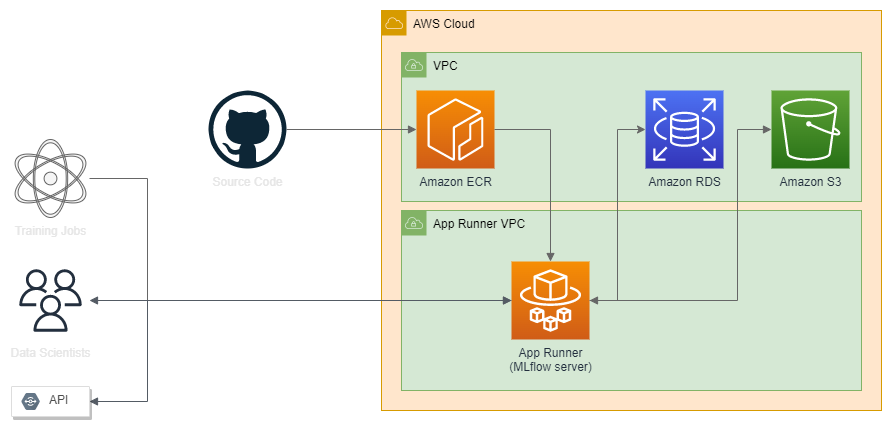 AWS Cloud
VPC
Source Code
Amazon ECR
Amazon RDS
Amazon S3
Training Jobs
App Runner VPC
Data Scientists
App Runner
(MLflow server)
API